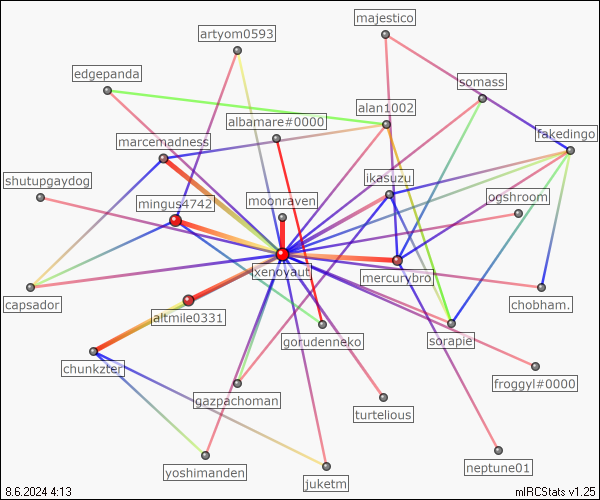 majestico
artyom0593
edgepanda
somass
alan1002
albamare#0000
fakedingo
marcemadness
ikasuzu
shutupgaydog
ogshroom
mingus4742
moonraven
xenoyaut
mercurybro
capsador
chobham.
altmile0331
gorudenneko
sorapie
chunkzter
froggyl#0000
gazpachoman
turtelious
yoshimanden
neptune01
juketm
8.6.2024 4:13
mIRCStats v1.25